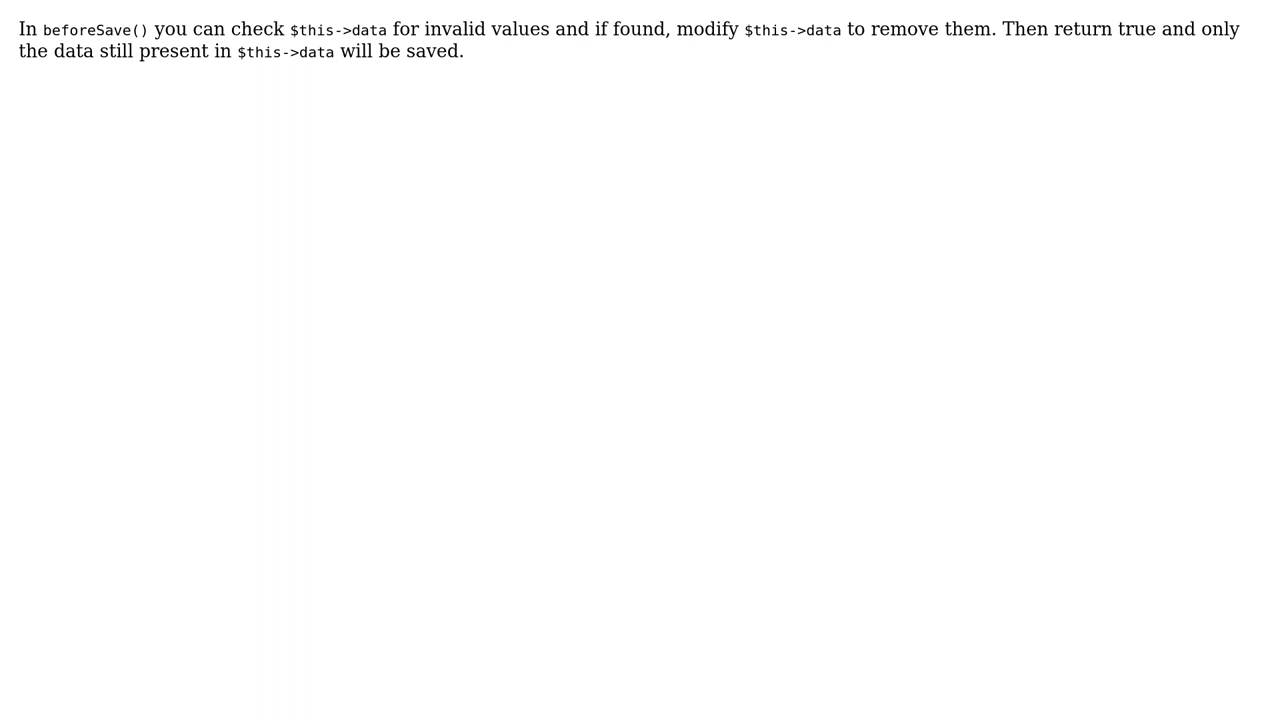 In beforeSave() you can check $this->data for invalid values and if found, modify $this->data to remove them. Then return true and only
the data still present in $this->data will be saved.